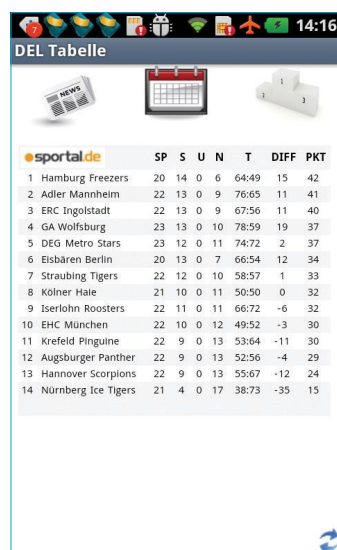 7 14:16
DEL Tabelle
NEWS
1
2 3
sportal.de SP S U N T DIFF PKT
1 Hamburg Freezers 20 14 0 6 64:49 15 42
2 Adler Mannheim 22 13 0 9 76:65 11 41
3 ERC Ingolstadt 22 13 0 9 67:56 11 40
4 GA Wolfsburg 23 13 0 10 78:59 19 37
5 DEG Metro Stars 23 12 0 11 74:72 2 37
6 Eisbären Berlin 20 13 0 7 66:54 12 34
7 Straubing Tigers 22 12 0 10 58:57 1 33
8 Kölner Haie 21 10 0 11 50:50 0 32
9 Iserlohn Roosters 22 11 0 11 66:72 -6 32
10 EHC München 22 10 0 12 49:52 -3 30
11 Krefeld Pinguine 22 9 0 13 53:64 -11 30
12 Augsburger Panther 22 9 0 13 52:56 -4 29
13 Hannover Scorpions 22 9 0 13 55:67 -12 24
14 Nürnberg Ice Tigers 21 4 0 17 38:73 -35 15